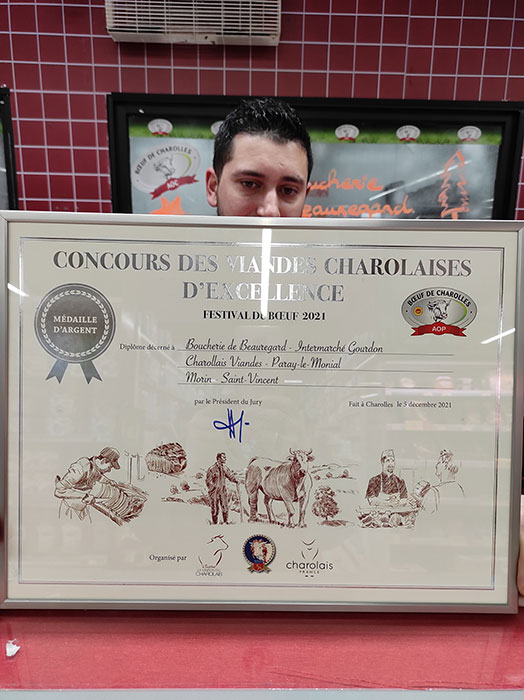 BŒUF DE CHAROLLES
AOC
Boucherie
Beauregard
CONCOURS DES VIANDES CHAROLAISES
D'EXCELLENCE
FESTIVAL DU BŒUF 2021
MÉDAILLE
D'ARGENT
BŒUF DE CHAROLLES
AOP
Diplôme décerné à Boucherie de Beauregard - Intermarché Gourdon
Charollais Viandes - Paray-le-Monial
Morin - Saint-Vincent
par le Président du Jury
Fait à Charolles le 5 décembre 2021
Organisé par
CHAROLAIS
charolais
FRANCE